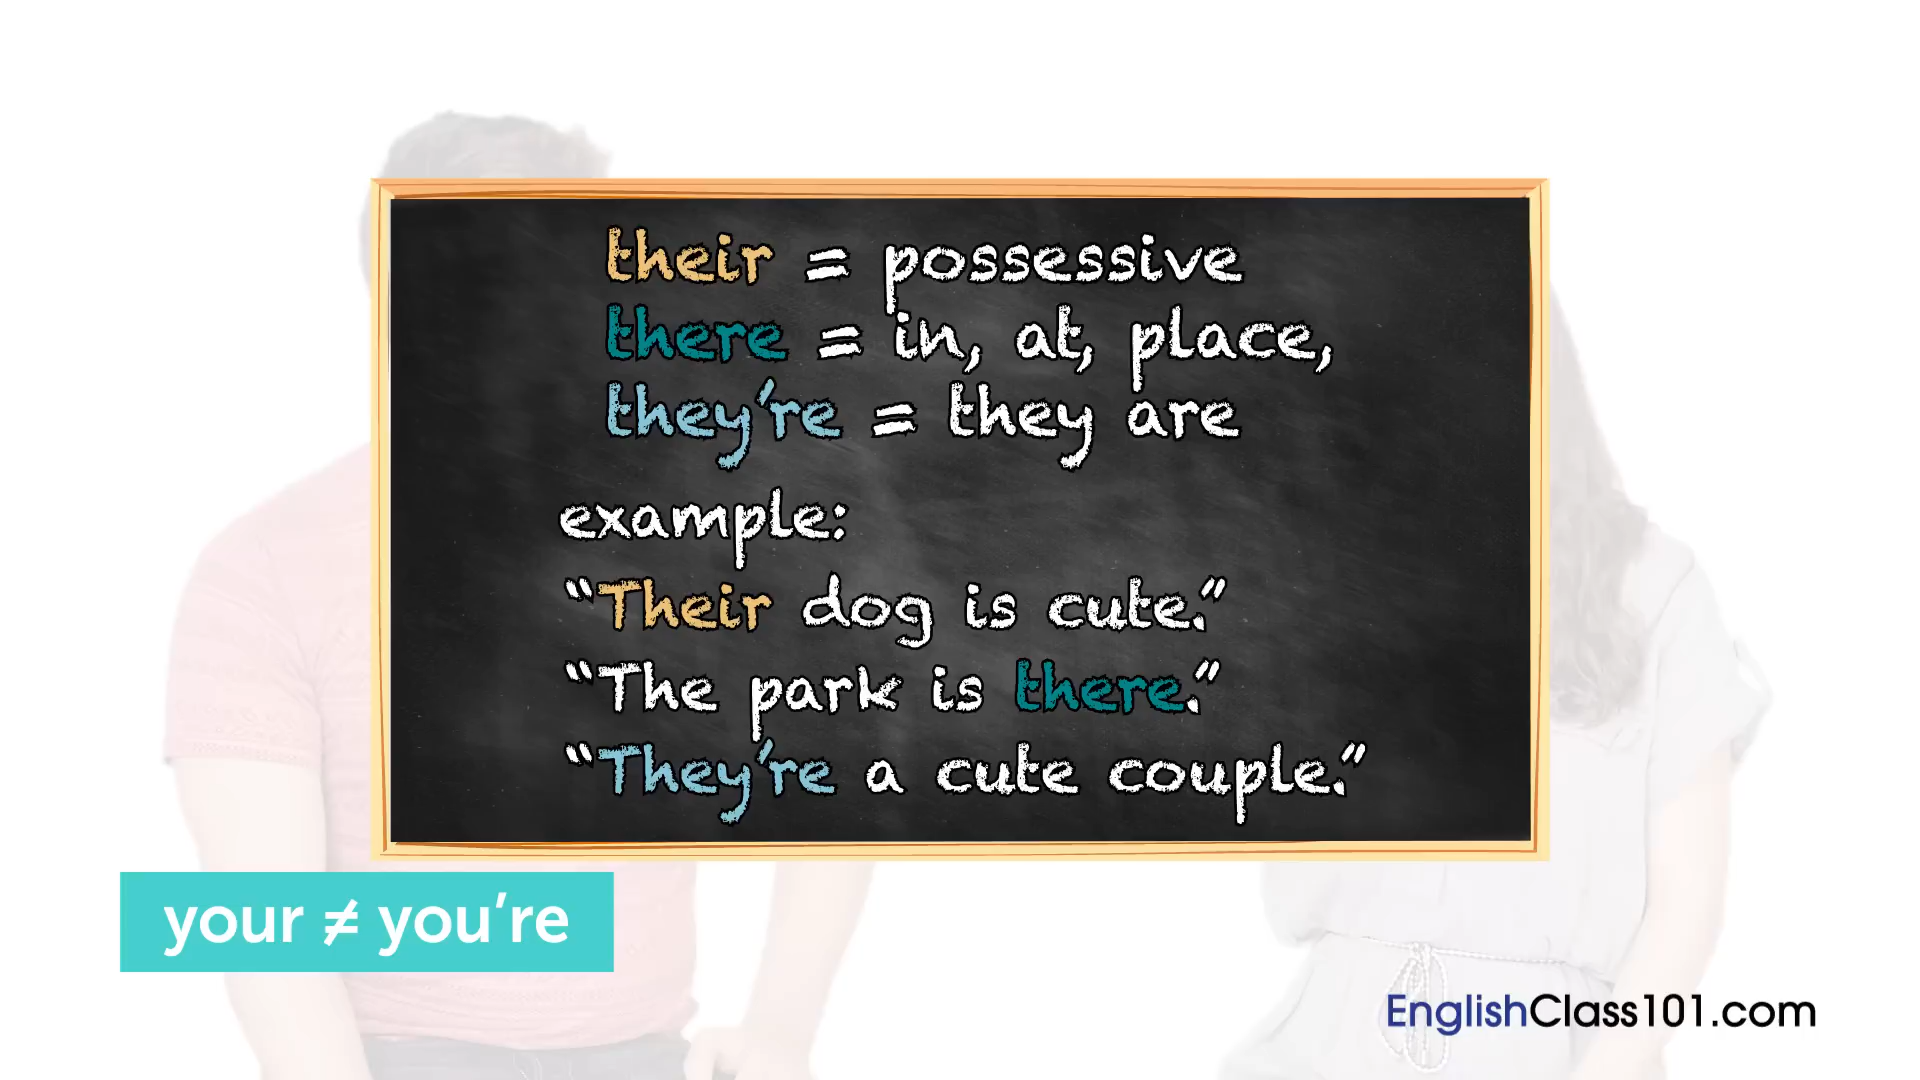 their = possessive
there = in, at, place,
they're = they are
example:
"Their dog is cute."
"The park is there."
"They're a cute couple."
your ≠ you're
EnglishClass101.com